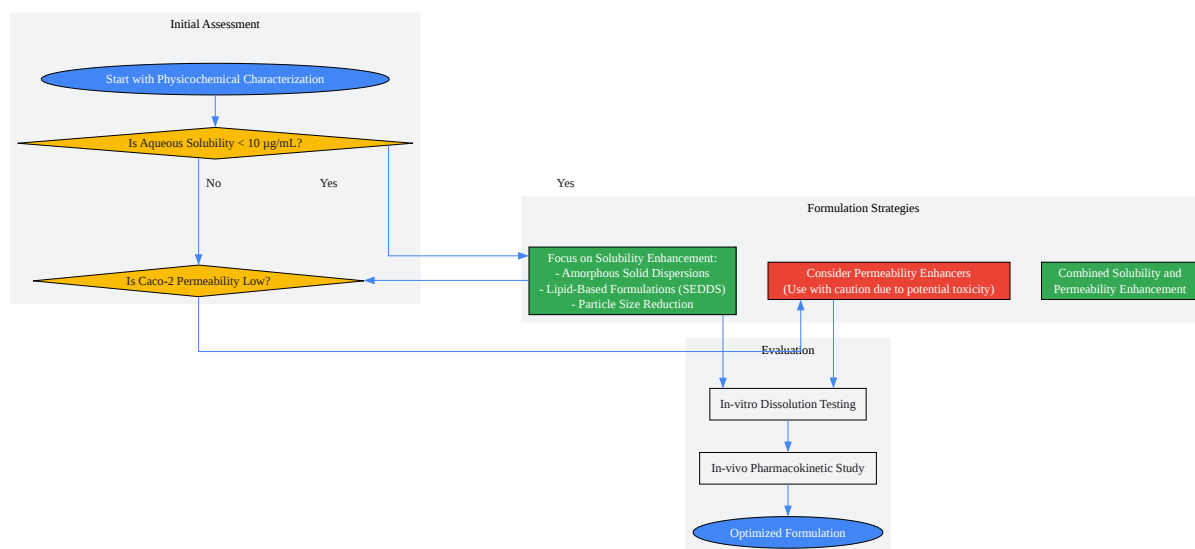 Initial Assessment
Start with Physicochemical Characterization
Is Aqueous Solubility < 10 µg/mL?
No
Yes
Yes
Is Caco-2 Permeability Low?
Formulation Strategies
Focus on Solubility Enhancement:
- Amorphous Solid Dispersions
- Lipid-Based Formulations (SEDDS)
- Particle Size Reduction
Consider Permeability Enhancers
(Use with caution due to potential toxicity)
Combined Solubility and
Permeability Enhancement
Evaluation
In-vitro Dissolution Testing
In-vivo Pharmacokinetic Study
Optimized Formulation